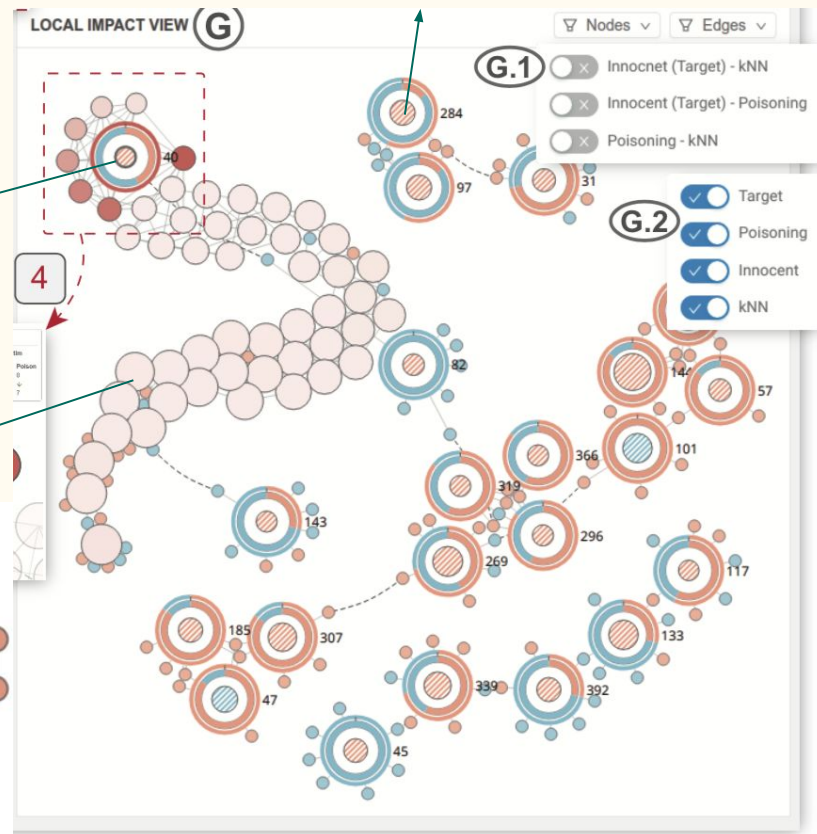 LOCAL IMPACT VIEW
G
Nodes
Edges
G.1
Innocnet (Target) - kNN
Innocent (Target) - Poisoning
Poisoning - kNN
G.2
Target
Poisoning
Innocent
kNN
40
284
97
31
4
Poison
82
144
57
366
101
319
296
143
269
117
185
307
133
47
339
392
45